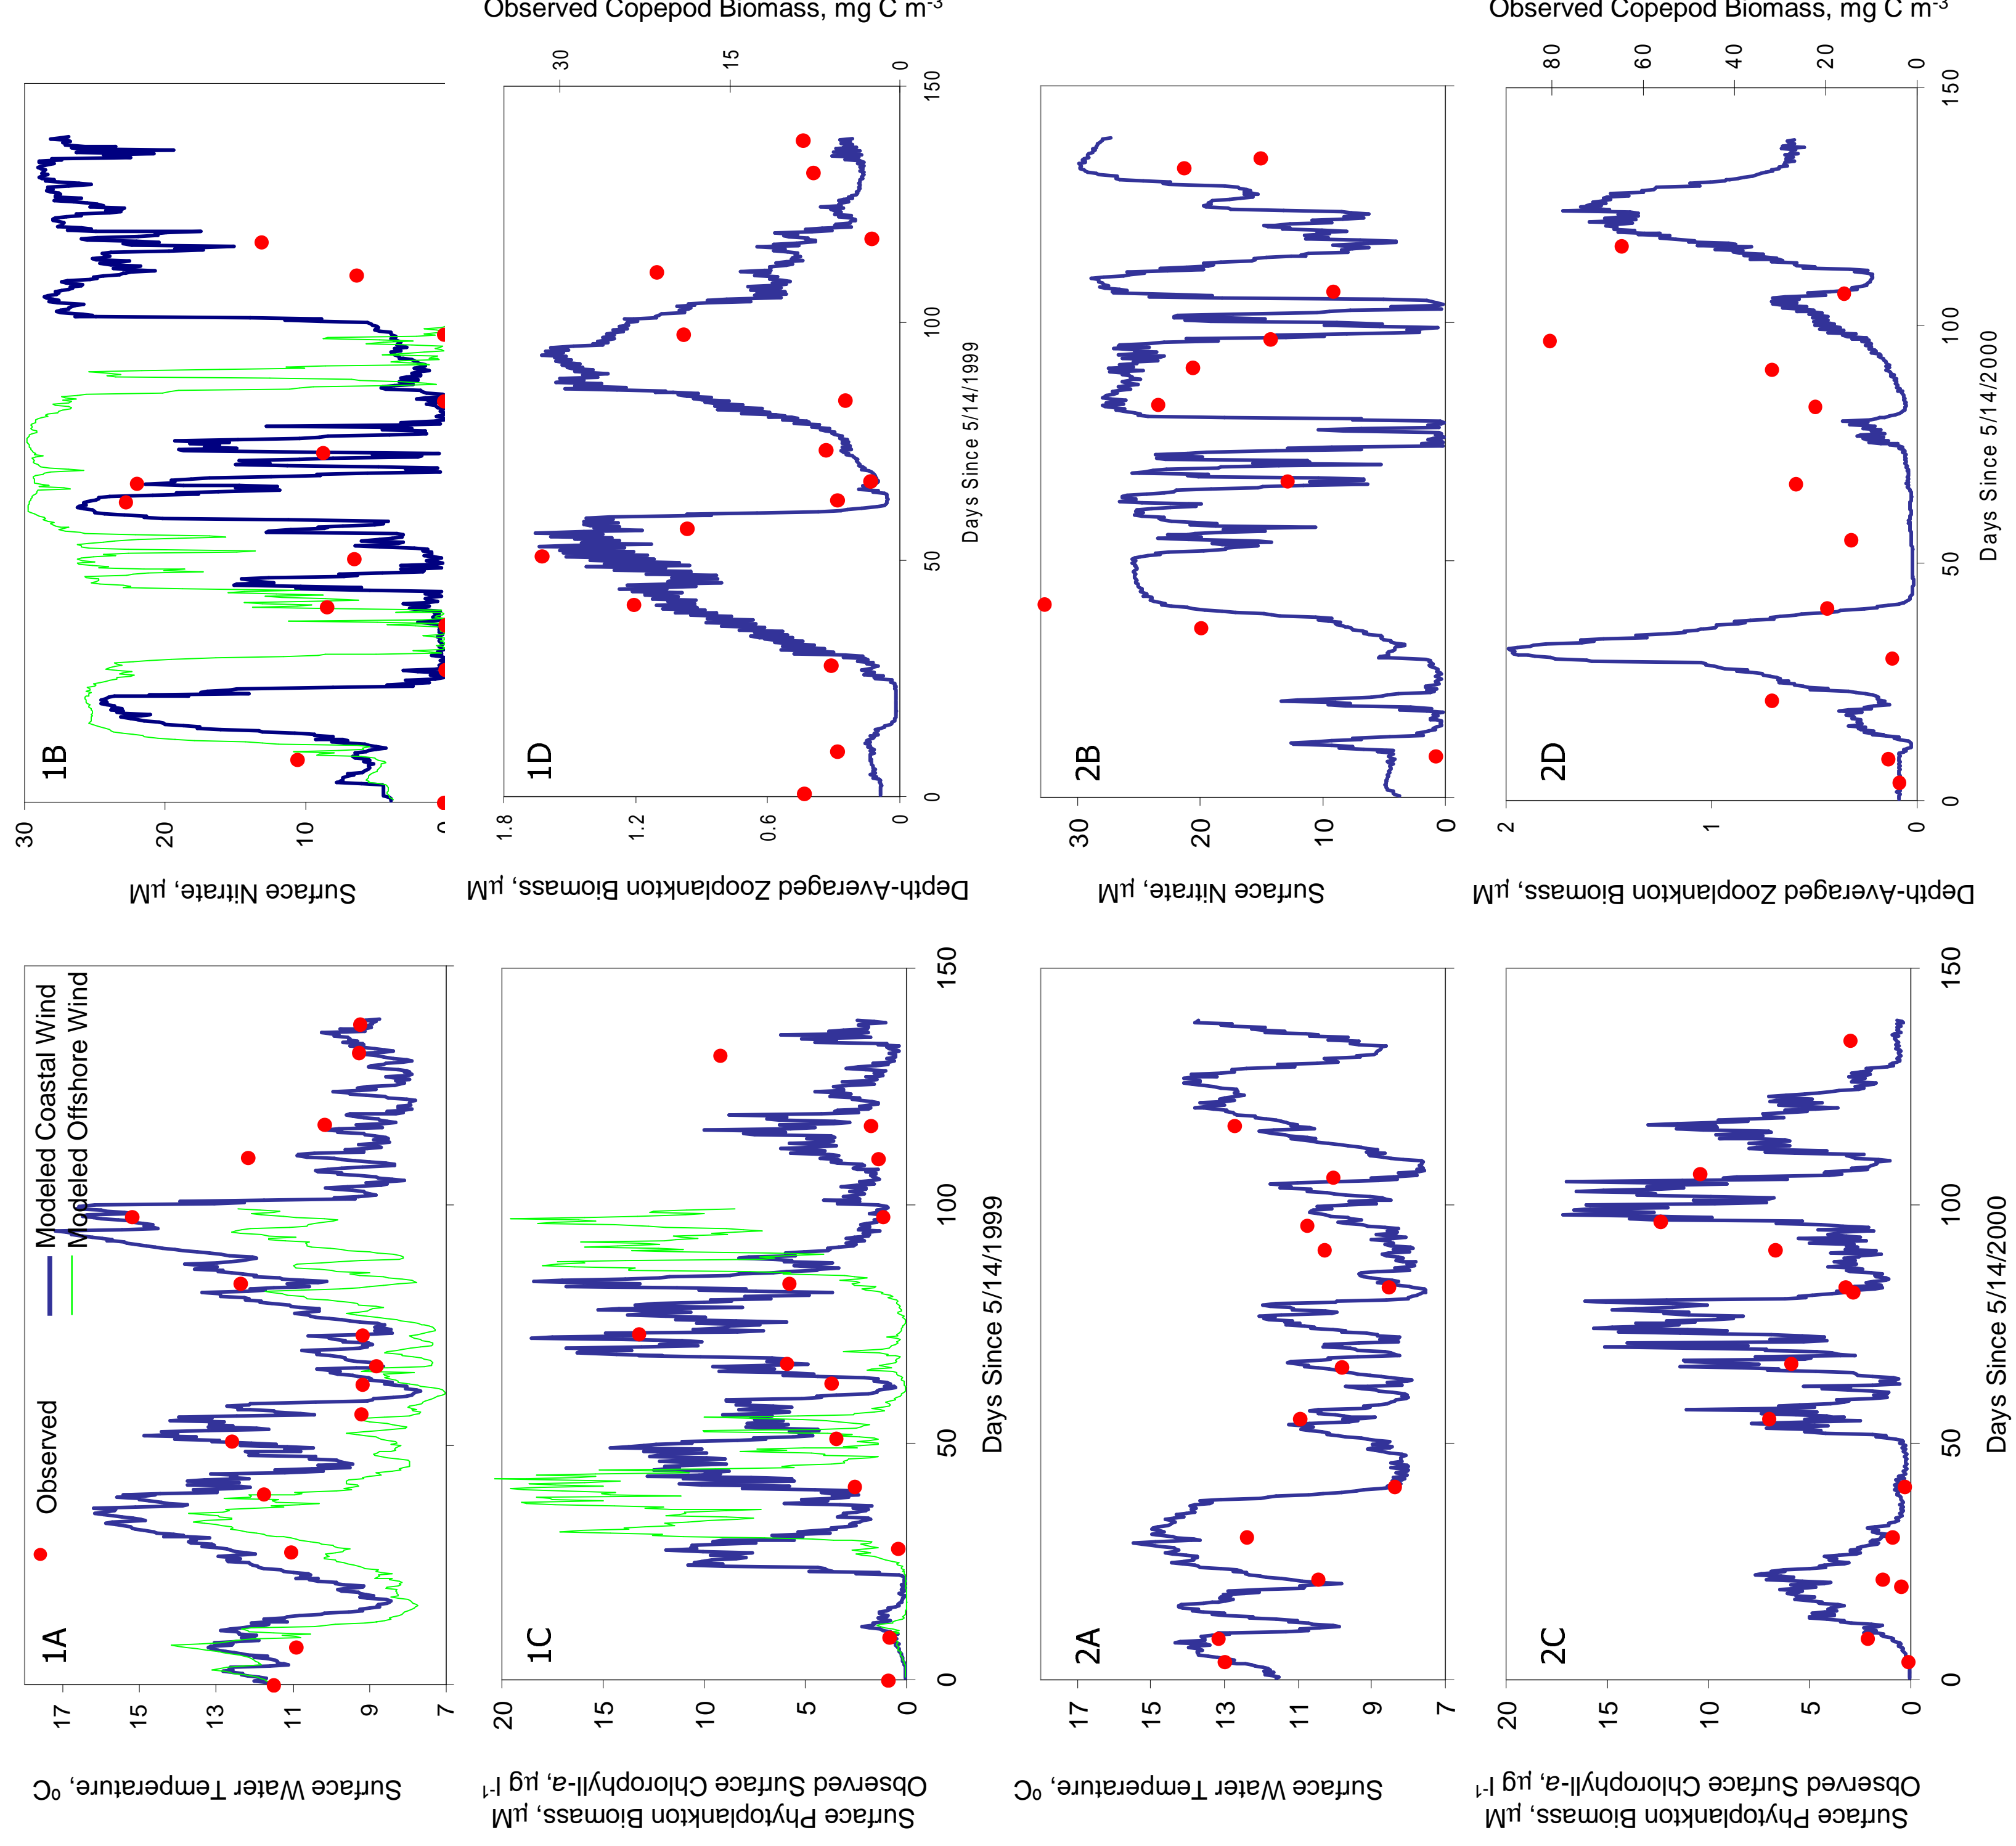 1A
Observed
Modeled Coastal Wind
Modeled Offshore Wind
17
15
13
11
9
7
Surface Water Temperature, ºC
1B
30
20
10
0
Surface Nitrate, µM
1C
20
15
10
5
0
0
50
100
150
Days Since 5/14/1999
Surface Phytoplankton Biomass, µM
Observed Surface Chlorophyll-a, µg l-1
1D
1.8
1.2
0.6
0
0
50
100
150
Days Since 5/14/1999
30
15
0
Depth-Averaged Zooplankton Biomass, µM
Observed Copepod Biomass, mg C m-3
2A
17
15
13
11
9
7
Surface Water Temperature, ºC
2B
30
20
10
0
Surface Nitrate, µM
2C
20
15
10
5
0
0
50
100
150
Days Since 5/14/2000
Surface Phytoplankton Biomass, µM
Observed Surface Chlorophyll-a, µg l-1
2D
2
1
0
0
50
100
150
Days Since 5/14/2000
80
60
40
20
0
Depth-Averaged Zooplankton Biomass, µM
Observed Copepod Biomass, mg C m-3